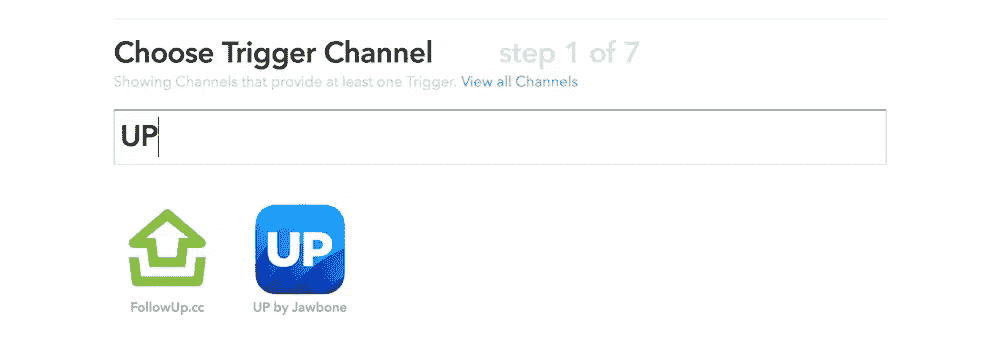 Choose Trigger Channel step 1 of 7
Showing Channels that provide at least one Trigger. View all Channels
UP
UP
FollowUp.cc UP by Jawbone